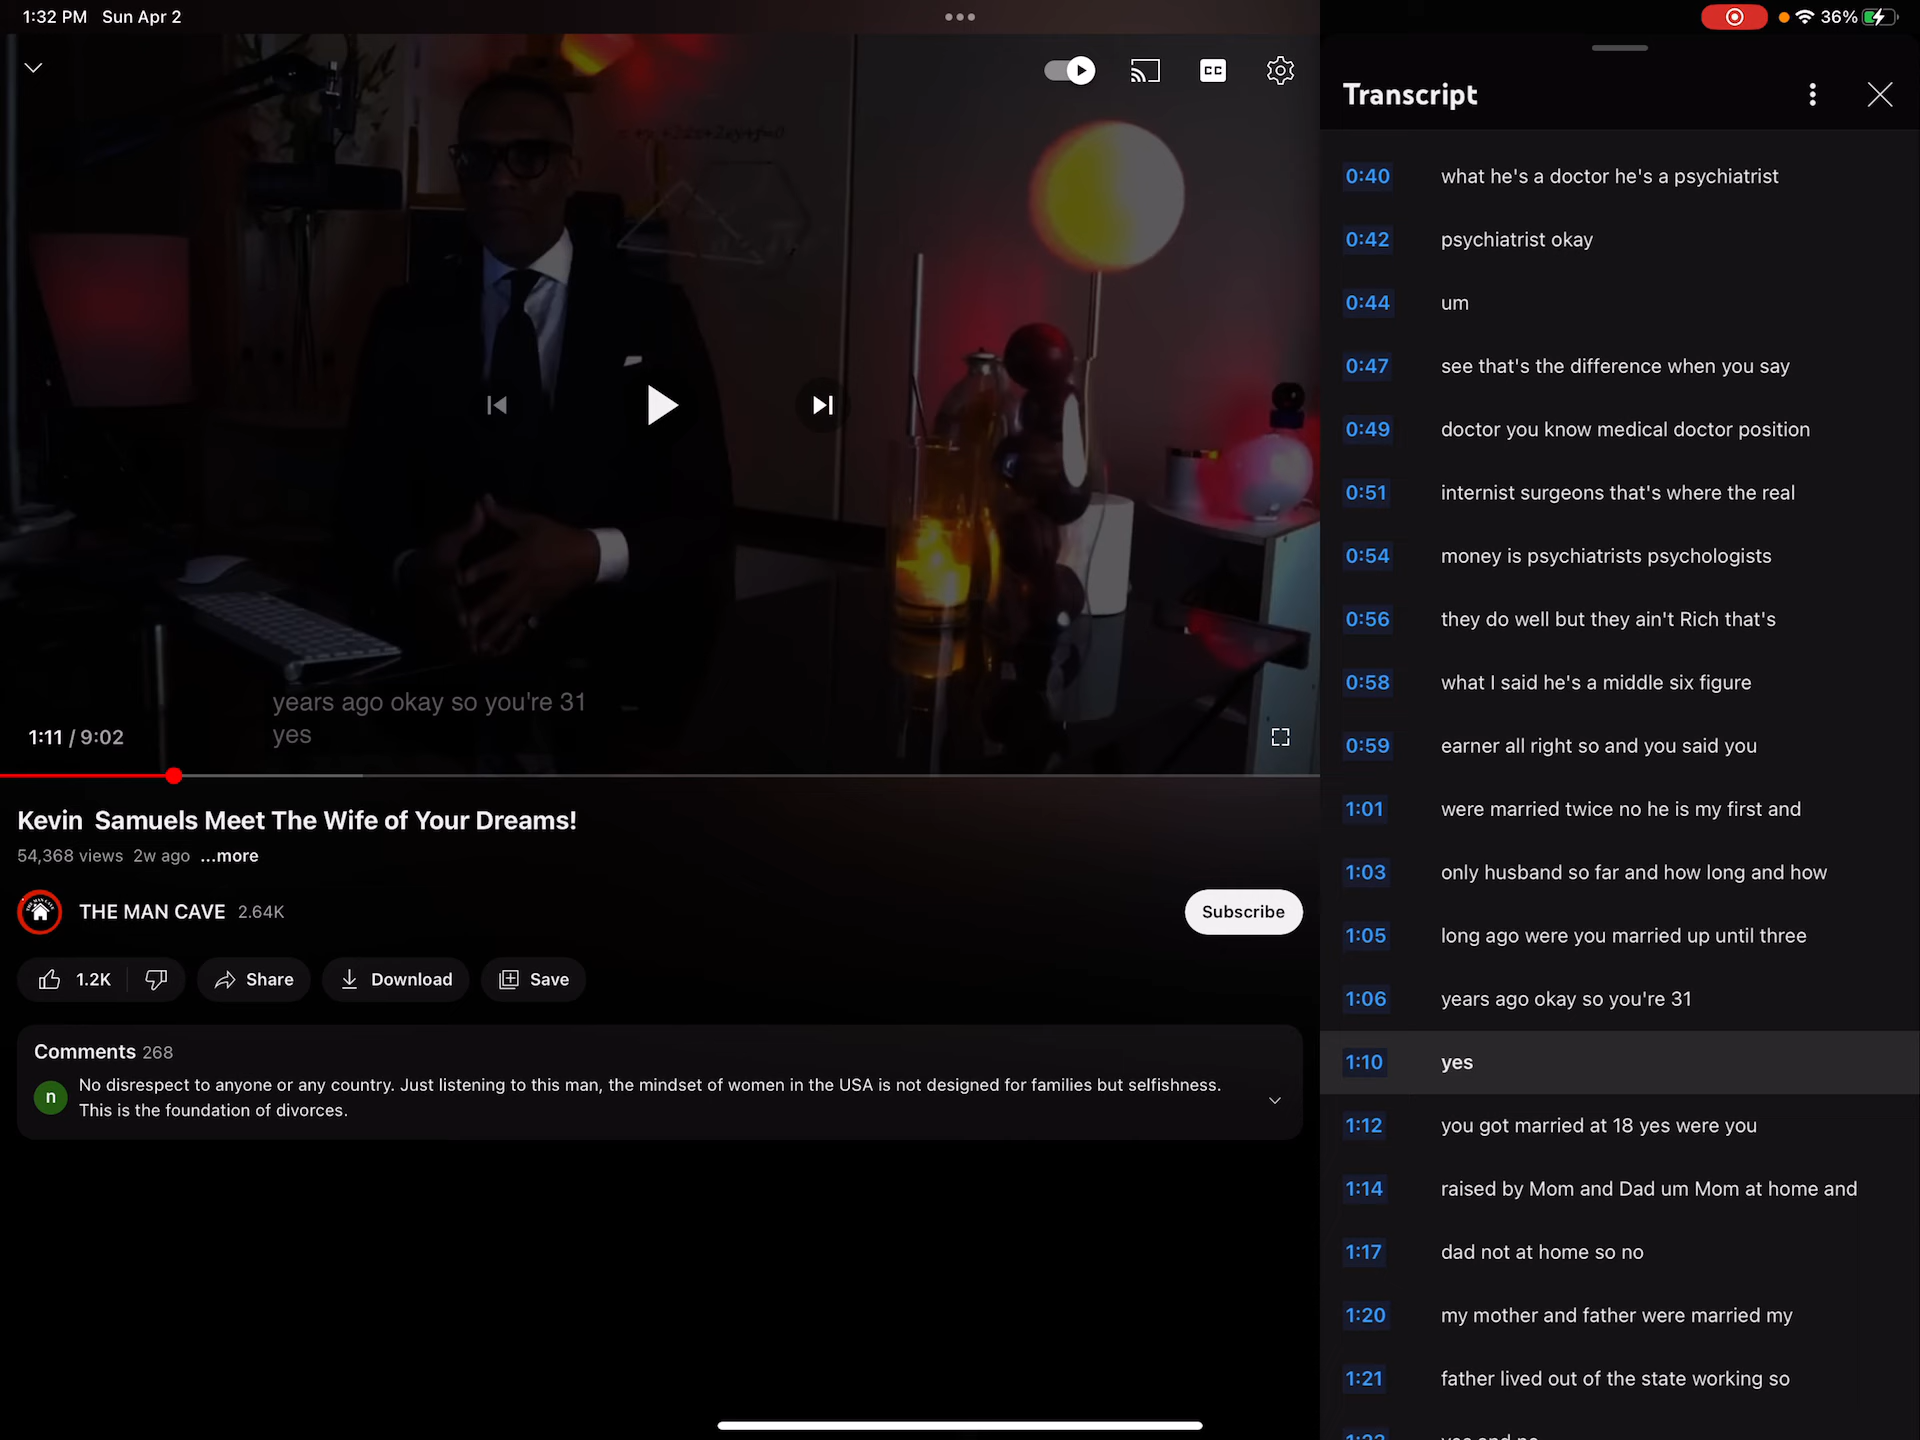 1:32 PM Sun Apr 2
36%
CC
years ago okay so you're 31
yes
1:11 / 9:02
Kevin  Samuels Meet The Wife of Your Dreams!
54,368 views 2w ago ...more
THE MAN CAVE 2.64K
Subscribe
1.2K
Share
Download
Save
Comments 268
n
No disrespect to anyone or any country. Just listening to this man, the mindset of women in the USA is not designed for families but selfishness.
This is the foundation of divorces.
Transcript
0:40 what he's a doctor he's a psychiatrist
0:42 psychiatrist okay
0:44 um
0:47 see that's the difference when you say
0:49 doctor you know medical doctor position
0:51 internist surgeons that's where the real
0:54 money is psychiatrists psychologists
0:56 they do well but they ain't Rich that's
0:58 what I said he's a middle six figure
0:59 earner all right so and you said you
1:01 were married twice no he is my first and
1:03 only husband so far and how long and how
1:05 long ago were you married up until three
1:06 years ago okay so you're 31
1:10 yes
1:12 you got married at 18 yes were you
1:14 raised by Mom and Dad um Mom at home and
1:17 dad not at home so no
1:20 my mother and father were married my
1:21 father lived out of the state working so